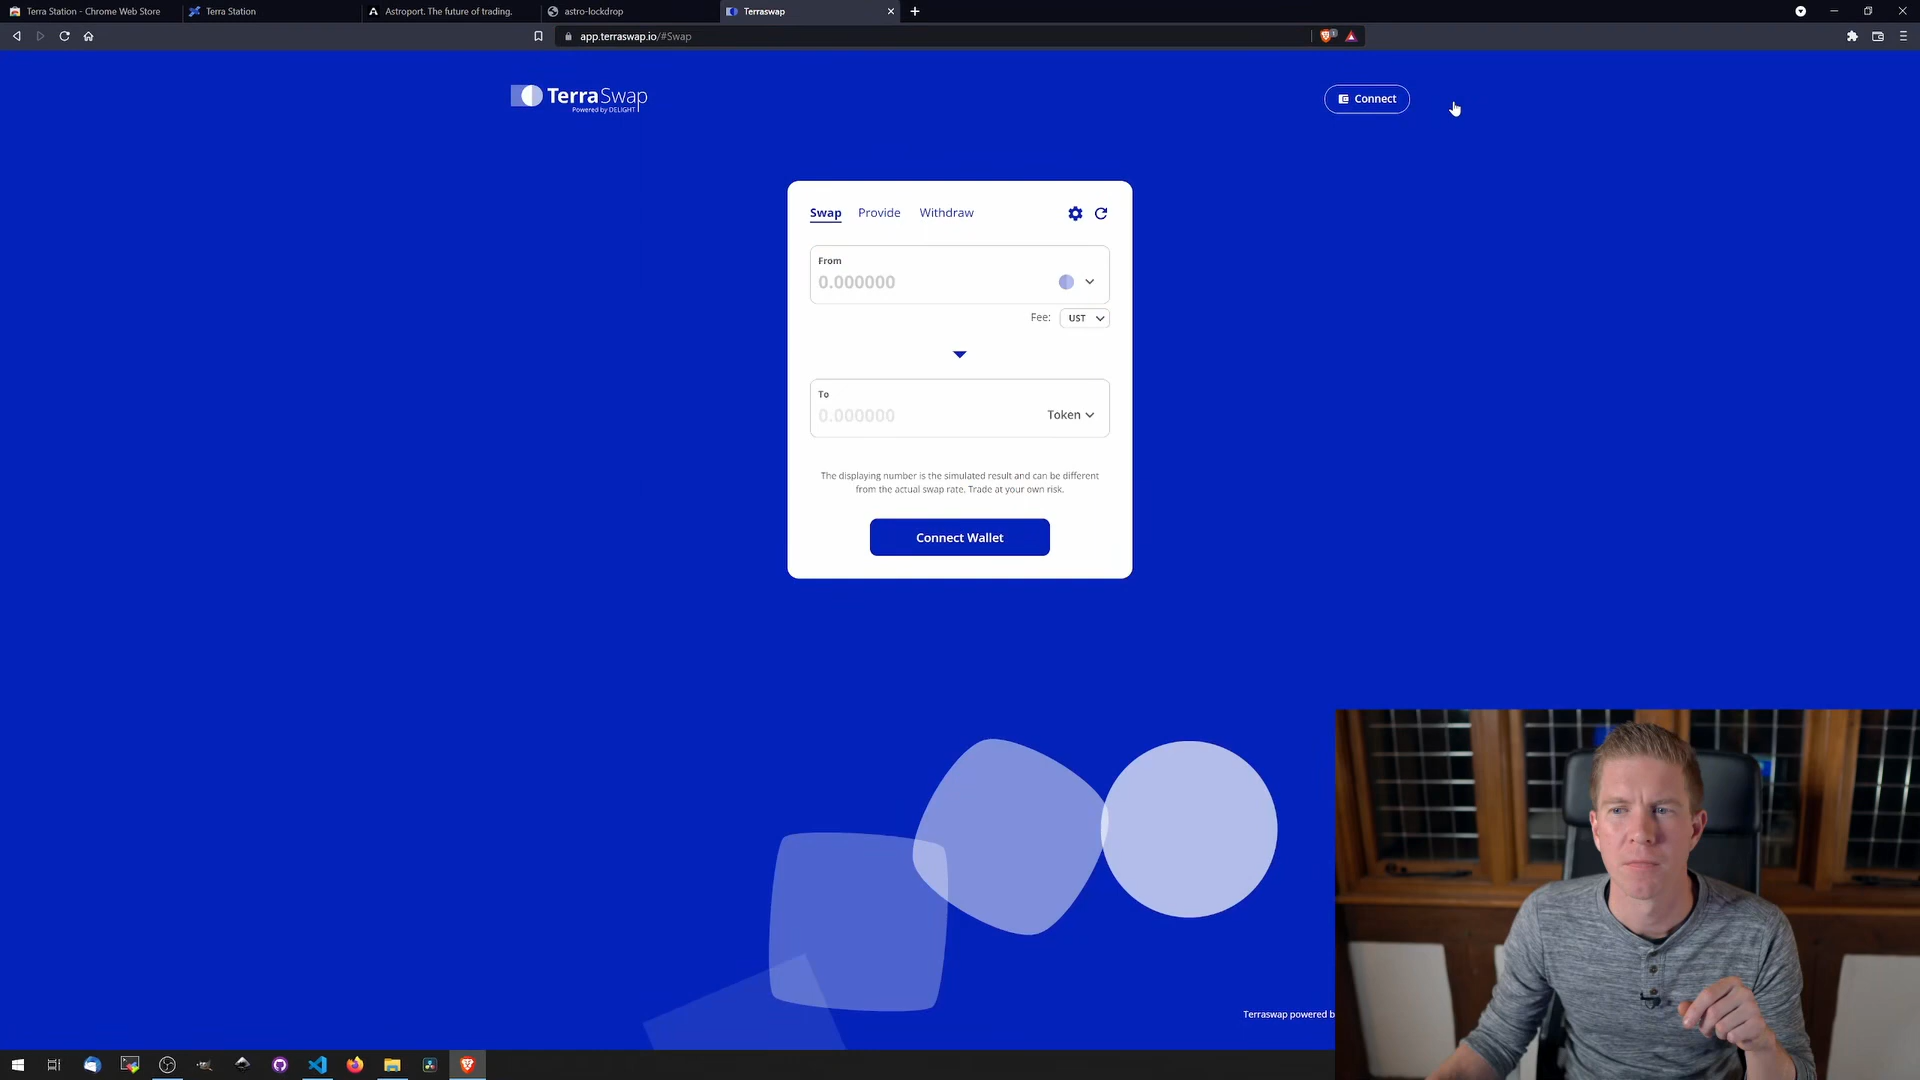 Terra Station - Chrome Web Store
Terra Station
Astroport. The future of trading.
astro-lockdrop
Terraswap
app.terraswap.io/#Swap
TerraSwap
Powered by DELIGHT
Connect
Swap Provide Withdraw
From
0.000000
Fee: UST
To
0.000000
Token
The displaying number is the simulated result and can be different
from the actual swap rate. Trade at your own risk.
Connect Wallet
Terraswap powered b